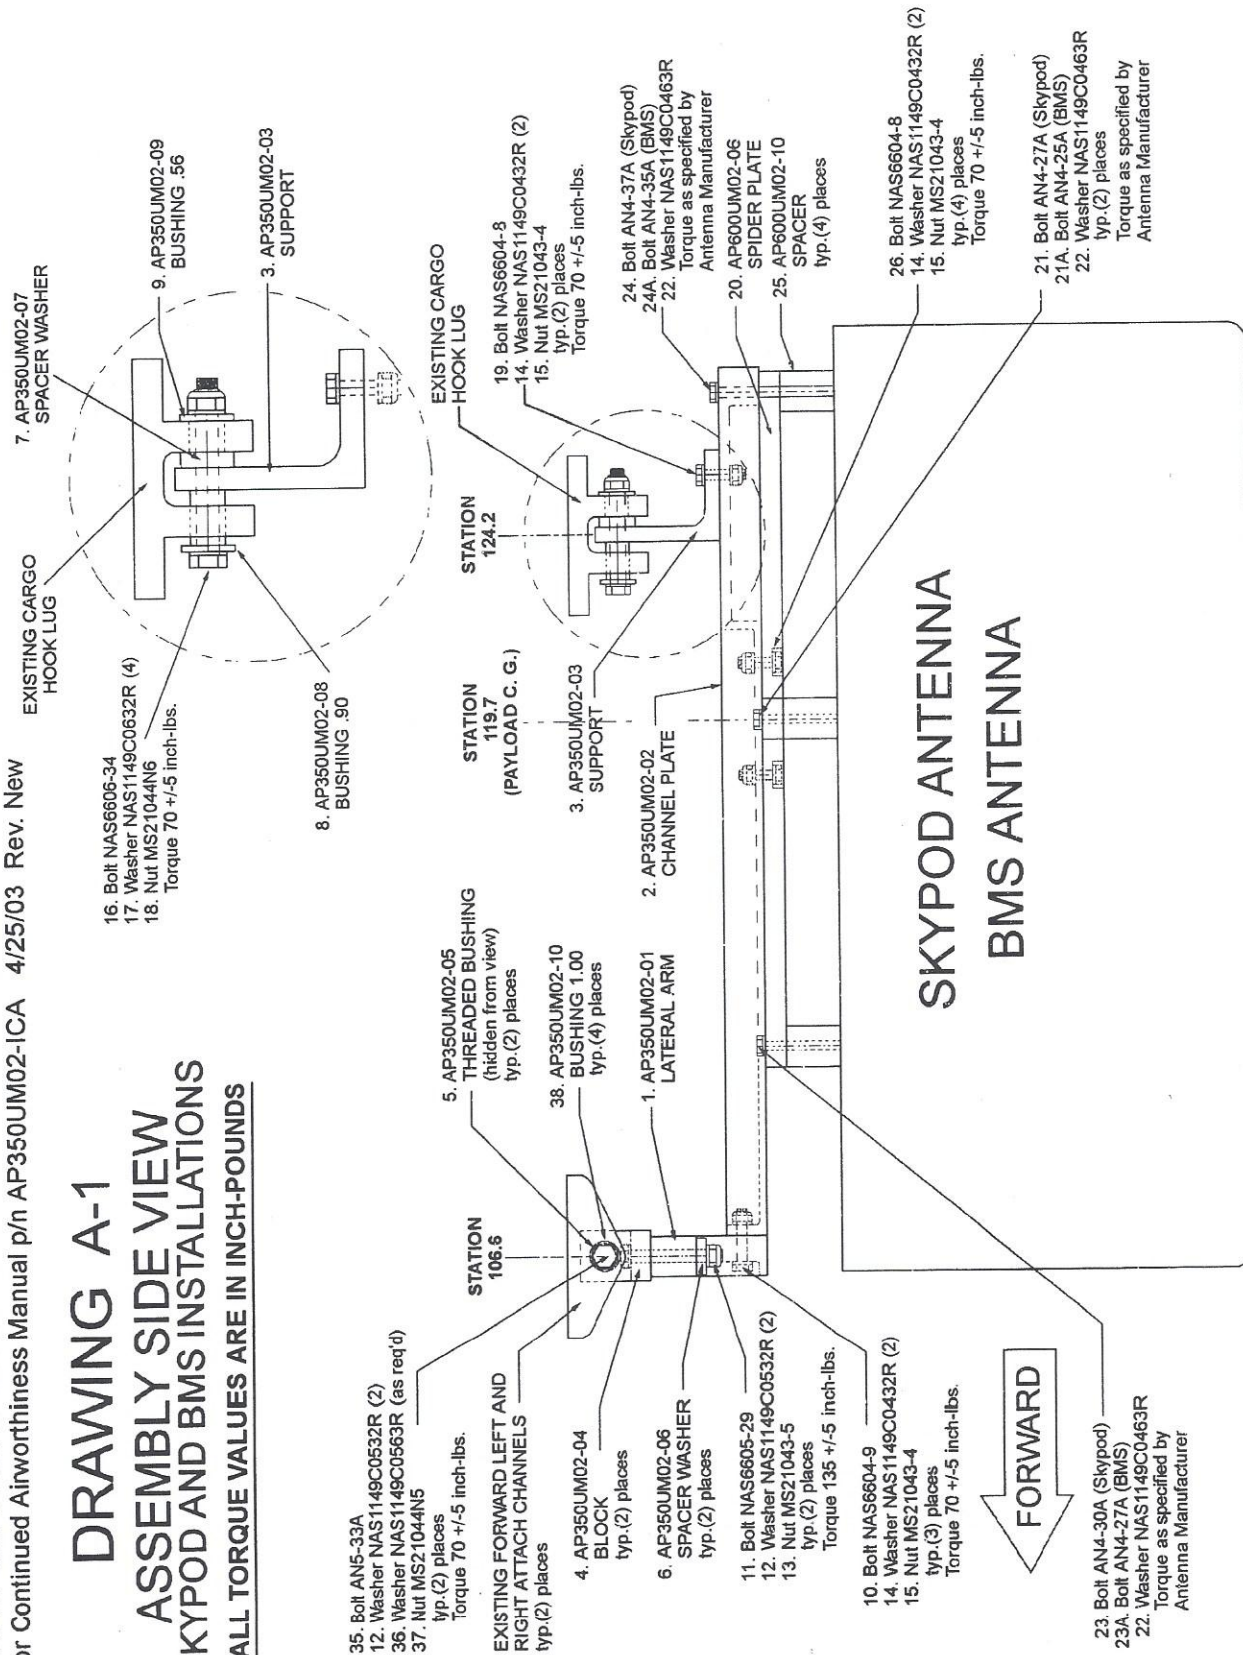 or Continued Airworthiness Manual p/n AP350UM02-ICA 4/25/03 Rev. New
DRAWING A-1
ASSEMBLY SIDE VIEW
KYPOD AND BMS INSTALLATIONS
ALL TORQUE VALUES ARE IN INCH-POUNDS
EXISTING CARGO
HOOK LUG
7. AP350UM02-07
SPACER WASHER
9. AP350UM02-09
BUSHING .56
3. AP350UM02-03
SUPPORT
16. Bolt NAS6606-34
17. Washer NAS1149C0632R (4)
18. Nut MS21044N6
Torque 70 +/-5 inch-lbs.
8. AP350UM02-08
BUSHING .90
35. Bolt AN5-33A
12. Washer NAS1149C0532R (2)
36. Washer NAS1149C0563R (as req'd)
37. Nut MS21044N5
typ.(2) places
Torque 70 +/-5 inch-lbs.
EXISTING FORWARD LEFT AND
RIGHT ATTACH CHANNELS
typ.(2) places
4. AP350UM02-04
BLOCK
typ.(2) places
6. AP350UM02-06
SPACER WASHER
typ.(2) places
11. Bolt NAS6605-29
12. Washer NAS1149C0532R (2)
13. Nut MS21043-5
typ.(2) places
Torque 135 +/-5 inch-lbs.
10. Bolt NAS6604-9
14. Washer NAS1149C0432R (2)
15. Nut MS21043-4
typ.(3) places
Torque 70 +/-5 inch-lbs.
FORWARD
23. Bolt AN4-30A (Skypod)
23A. Bolt AN4-27A (BMS)
22. Washer NAS1149C0463R
Torque as specified by
Antenna Manufacturer
STATION
106.6
5. AP350UM02-05
THREADED BUSHING
(hidden from view)
typ.(2) places
38. AP350UM02-10
BUSHING 1.00
typ.(4) places
1. AP350UM02-01
LATERAL ARM
2. AP350UM02-02
CHANNEL PLATE
3. AP350UM02-03
SUPPORT
STATION
119.7
(PAYLOAD C. G.)
STATION
124.2
EXISTING CARGO
HOOK LUG
19. Bolt NAS6604-8
14. Washer NAS1149C0432R (2)
15. Nut MS21043-4
typ.(2) places
Torque 70 +/-5 inch-lbs.
24. Bolt AN4-37A (Skypod)
24A. Bolt AN4-35A (BMS)
22. Washer NAS1149C0463R
Torque as specified by
Antenna Manufacturer
20. AP600UM02-06
SPIDER PLATE
25. AP600UM02-10
SPACER
typ.(4) places
26. Bolt NAS6604-8
14. Washer NAS1149C0432R (2)
15. Nut MS21043-4
typ.(4) places
Torque 70 +/-5 inch-lbs.
21. Bolt AN4-27A (Skypod)
21A. Bolt AN4-25A (BMS)
22. Washer NAS1149C0463R
typ.(2) places
Torque as specified by
Antenna Manufacturer
SKYPOD ANTENNA
BMS ANTENNA